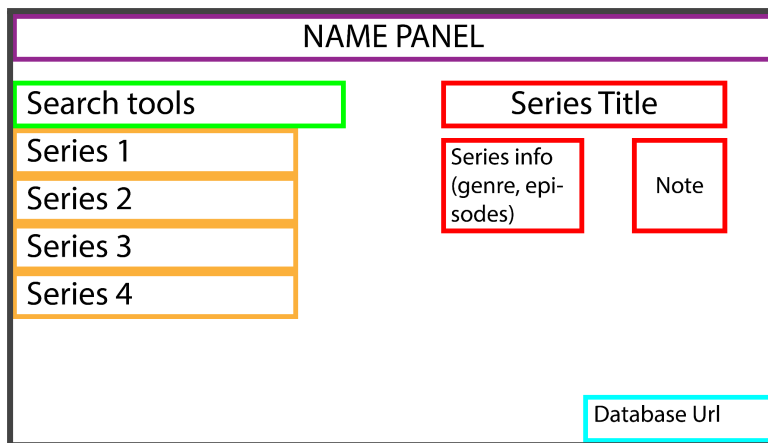 NAME PANEL
Search tools
Series 1
Series 2
Series 3
Series 4
Series Title
Series info
(genre, epi-
sodes)
Note
Database Url